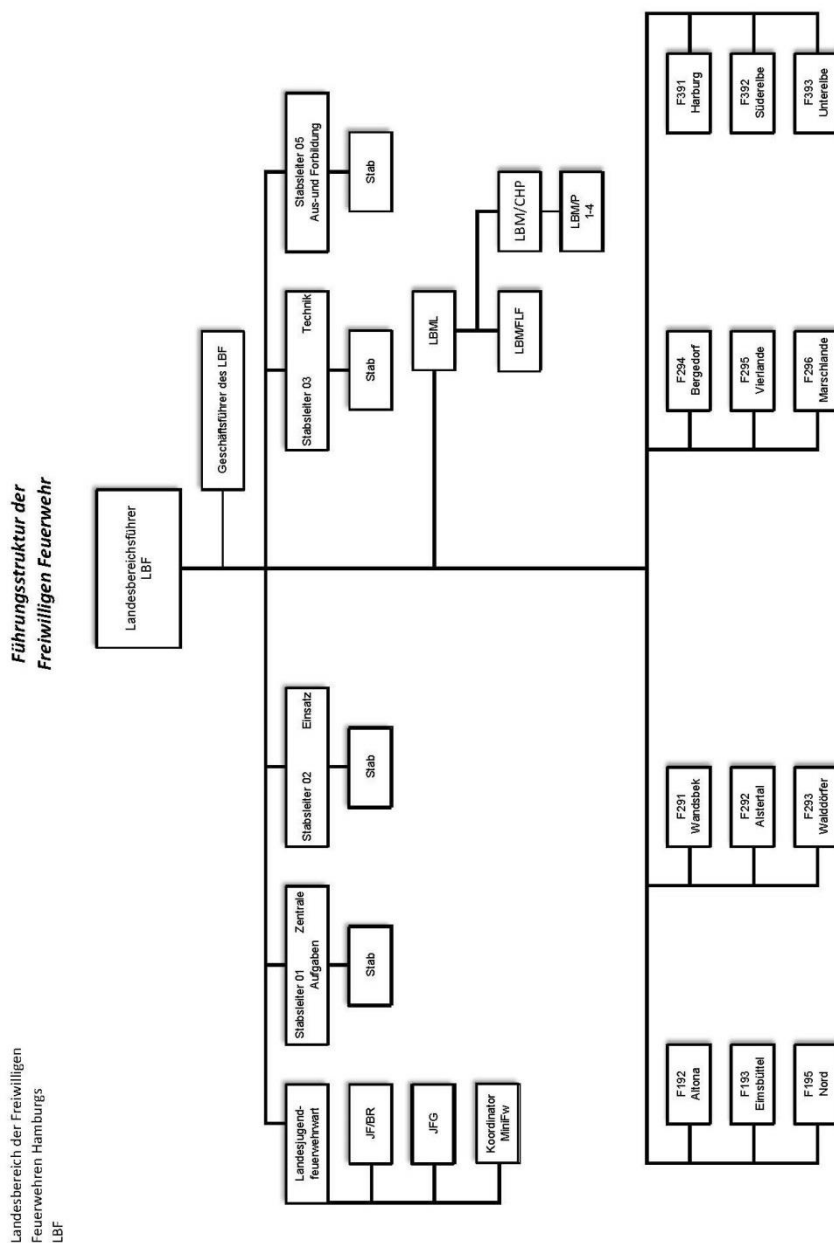 Landesbereich der Freiwilligen
Feuerwehren Hamburgs
LBF
Führungsstruktur der
Freiwilligen Feuerwehr
Landesbereichsführer
LBF
Geschäftsführer des LBF
Landesjugend-
feuerwehrwart
JF/BR
JFG
Koordinator
MiniFw
Stabsleiter 01 Zentrale
Aufgaben
Stab
Stabsleiter 02 Einsatz
Stab
Stabsleiter 03 Technik
Stab
Stabsleiter 05
Aus-und Forbildung
Stab
LBML
LBM/FLF
LBM/CHP
LBM/P
1-4
F192
Altona
F193
Eimsbüttel
F195
Nord
F291
Wandsbek
F292
Alstertal
F293
Walddörfer
F294
Bergedorf
F295
Vierlande
F296
Marschlande
F391
Harburg
F392
Süderelbe
F393
Unterelbe